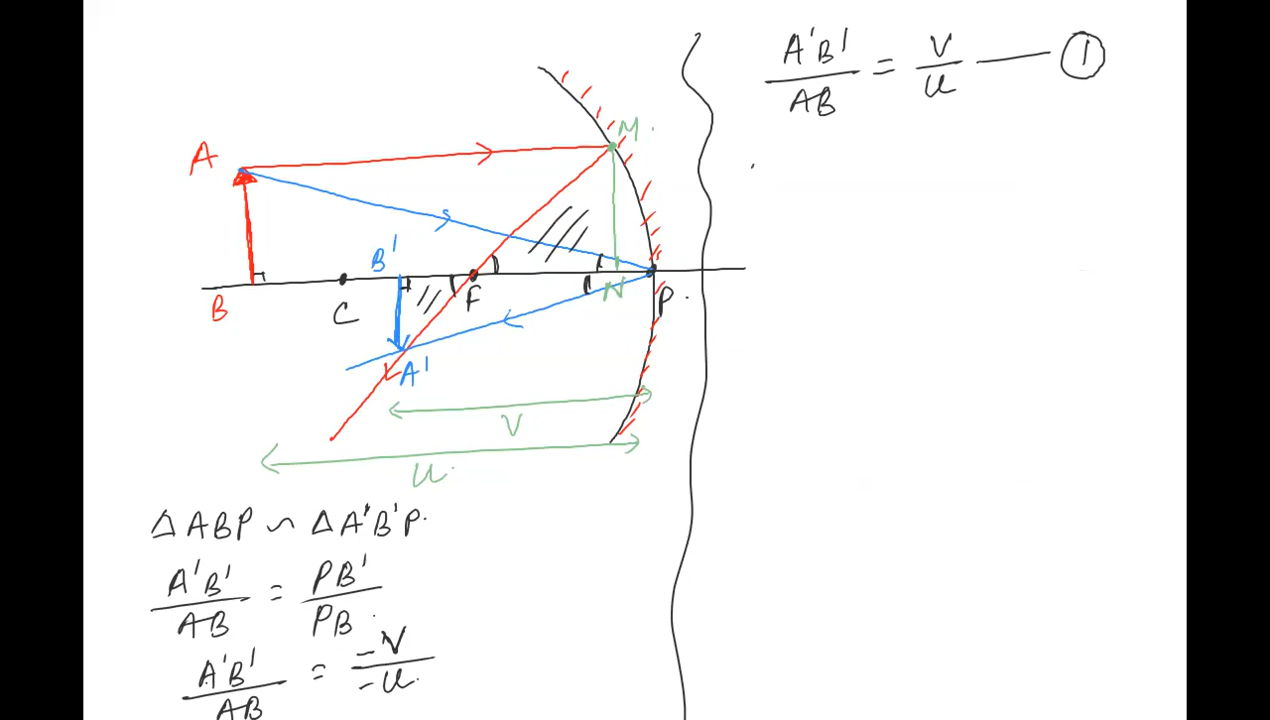 A
M.
B'
B
C
F
N
P.
A'
V
U.
Δ ABP ∽ Δ A'B'P.
A'B' / AB = PB' / PB.
A'B' / AB = -V / -U.
A'B' / AB = V / U —— ①